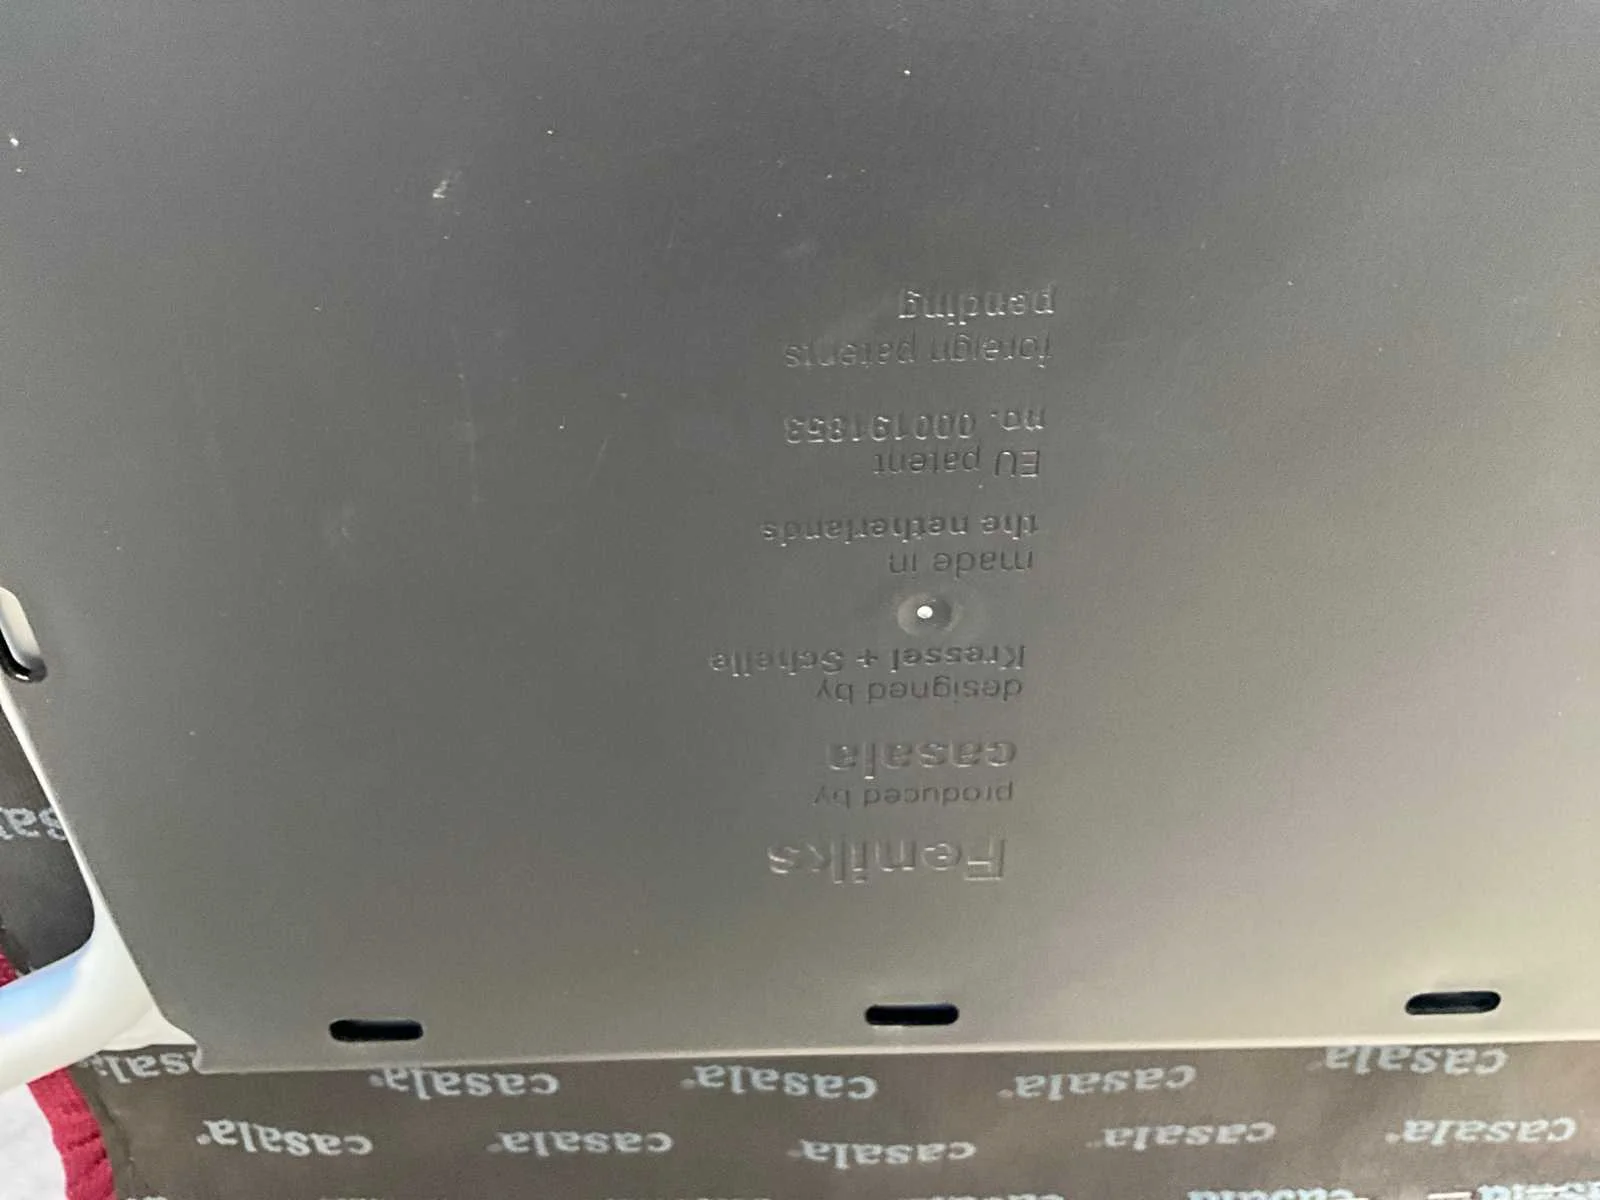 Feniks
produced by
casala
designed by
Kressel + Schelle
made in
the netherlands
EU patent
no. 000191853
foreign patents
pending
casala®
casala®
casala®
casala®
casala®
casala®
casala®
casala®
casala®
casala®